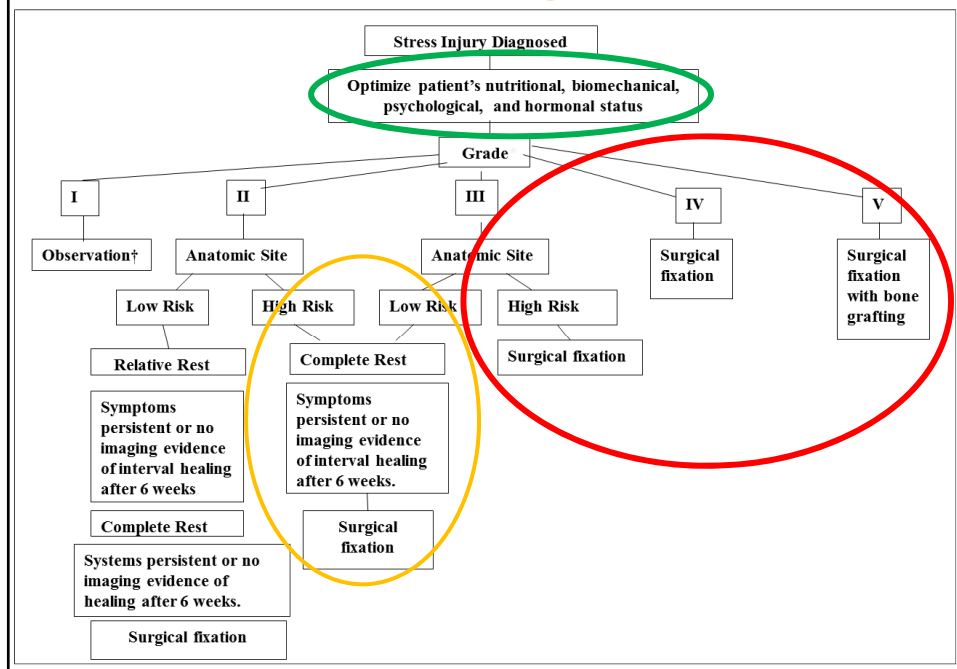 Stress Injury Diagnosed
Optimize patient's nutritional, biomechanical,
psychological, and hormonal status
Grade
I
II
III
IV
V
Observation†
Anatomic Site
Anatomic Site
Surgical
fixation
Surgical
fixation
with bone
grafting
Low Risk
High Risk
Low Risk
High Risk
Relative Rest
Complete Rest
Surgical fixation
Symptoms
persistent or no
imaging evidence
of interval healing
after 6 weeks
Symptoms
persistent or no
imaging evidence
of interval healing
after 6 weeks.
Complete Rest
Surgical
fixation
Systems persistent or no
imaging evidence of
healing after 6 weeks.
Surgical fixation